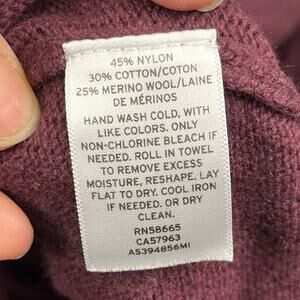 45% NYLON
30% COTTON/COTON
25% MERINO WOOL/LAINE
DE MÉRINOS
HAND WASH COLD, WITH
LIKE COLORS. ONLY
NON-CHLORINE BLEACH IF
NEEDED. ROLL IN TOWEL
TO REMOVE EXCESS
MOISTURE, RESHAPE. LAY
FLAT TO DRY. COOL IRON
IF NEEDED. OR DRY
CLEAN.
RN58665
CA57963
AS394856MI